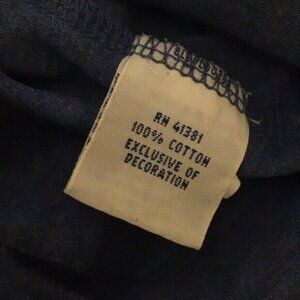 RN 41381
100% COTTON
EXCLUSIVE OF
DECORATION